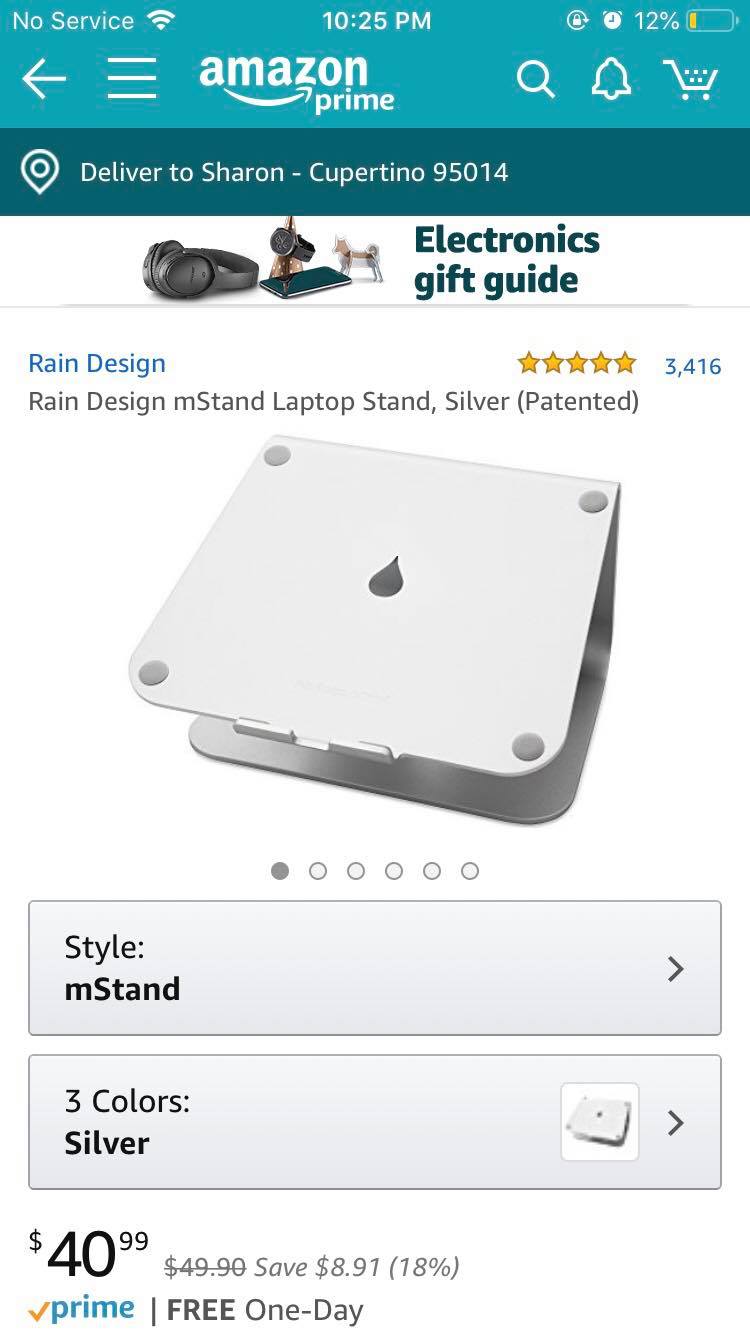 No Service 10:25 PM 12%
amazon prime
Deliver to Sharon - Cupertino 95014
Electronics
gift guide
Rain Design 3,416
Rain Design mStand Laptop Stand, Silver (Patented)
Style:
mStand
3 Colors:
Silver
$40.99 $49.90 Save $8.91 (18%)
prime | FREE One-Day